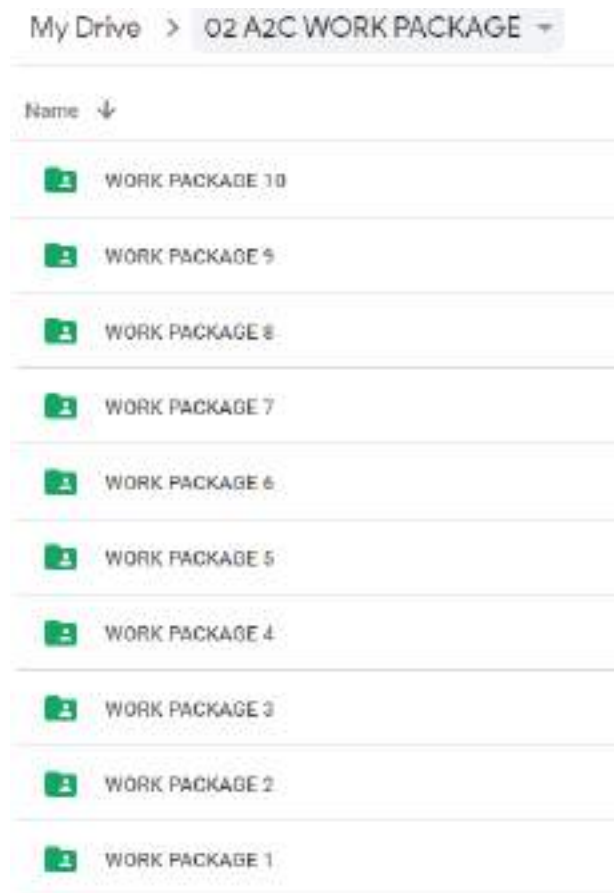 My Drive > 02 A2C WORK PACKAGE
Name
WORK PACKAGE 10
WORK PACKAGE 9
WORK PACKAGE 8
WORK PACKAGE 7
WORK PACKAGE 6
WORK PACKAGE 5
WORK PACKAGE 4
WORK PACKAGE 3
WORK PACKAGE 2
WORK PACKAGE 1